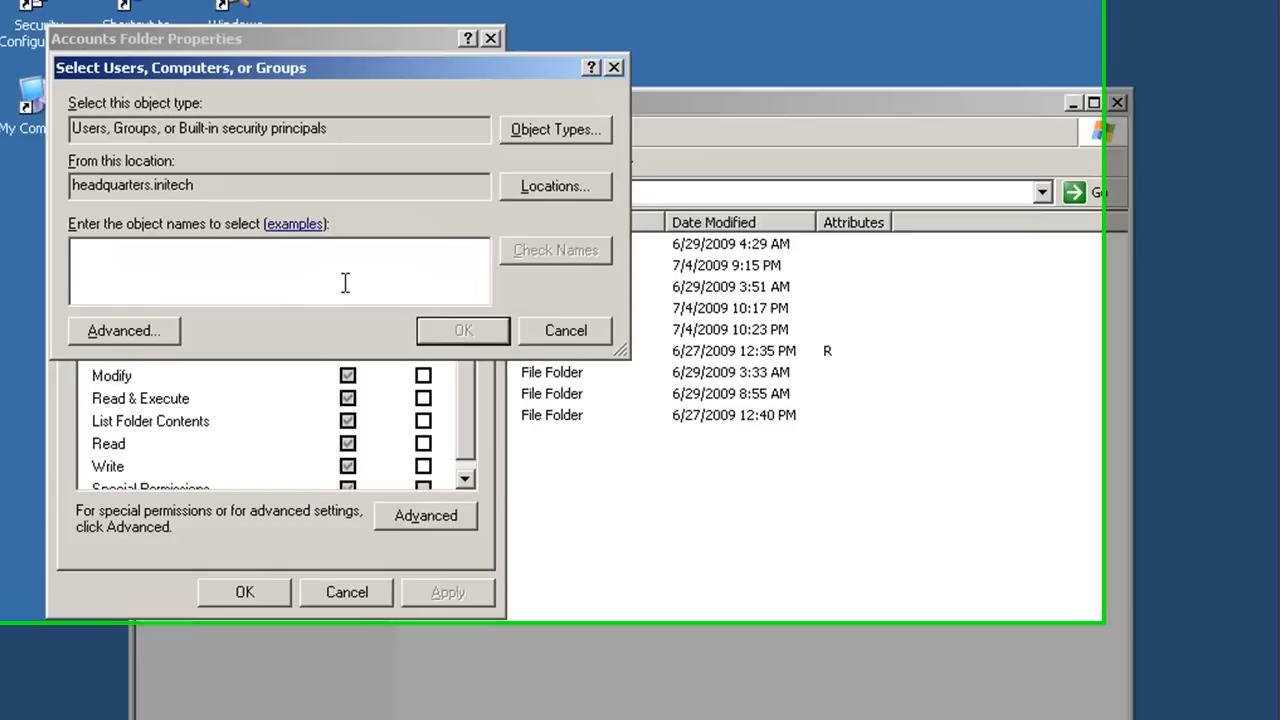 Security
Shortcut to
Windows
Configu
My Com
Accounts Folder Properties
Select Users, Computers, or Groups
Select this object type:
Users, Groups, or Built-in security principals
Object Types...
From this location:
headquarters.initech
Locations...
Enter the object names to select (examples):
Check Names
Advanced...
OK
Cancel
Go
Date Modified
Attributes
6/29/2009 4:29 AM
7/4/2009 9:15 PM
6/29/2009 3:51 AM
7/4/2009 10:17 PM
7/4/2009 10:23 PM
6/27/2009 12:35 PM R
File Folder 6/29/2009 3:33 AM
File Folder 6/29/2009 8:55 AM
File Folder 6/27/2009 12:40 PM
Modify
Read & Execute
List Folder Contents
Read
Write
Special Permissions
For special permissions or for advanced settings,
click Advanced.
Advanced
OK
Cancel
Apply